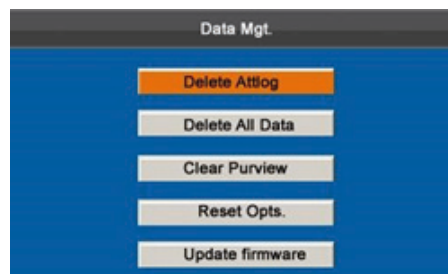 Data Mgt.
Delete Attlog
Delete All Data
Clear Purview
Reset Opts.
Update firmware